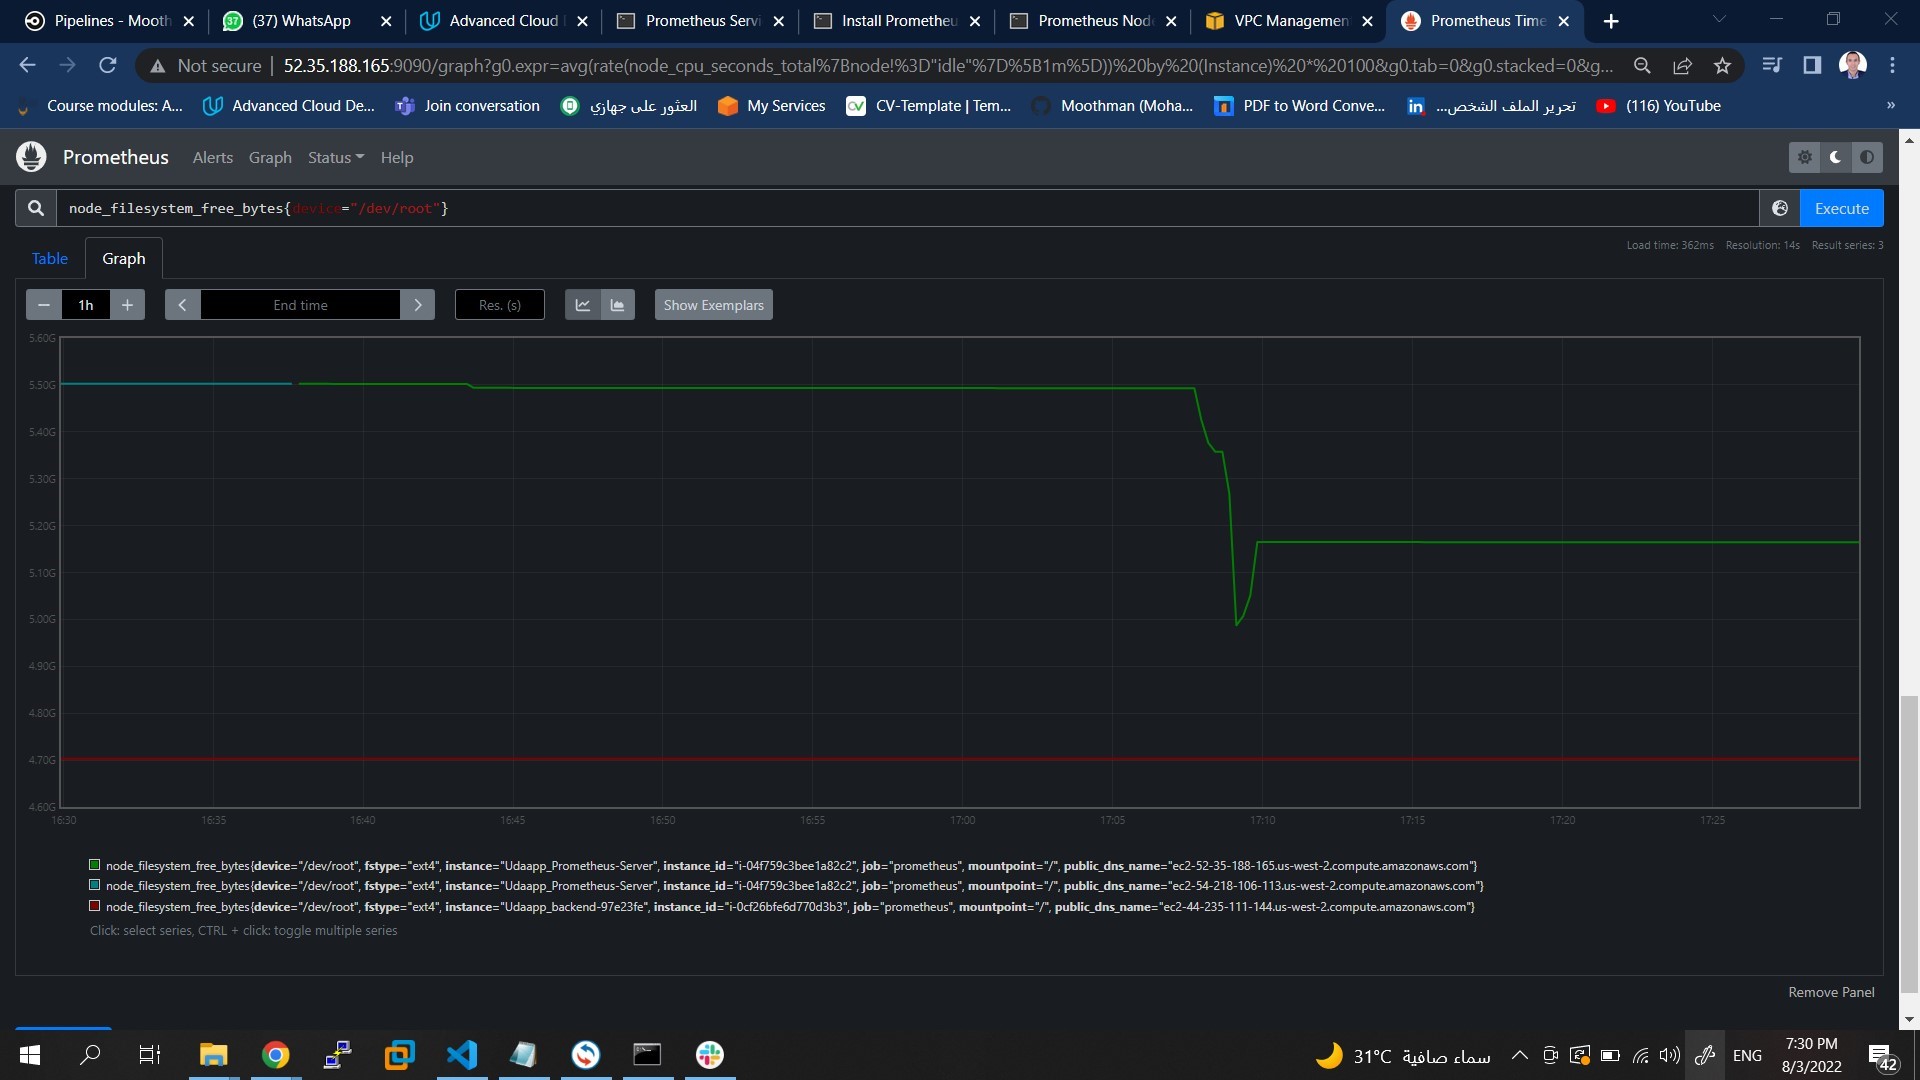 Pipelines - Mooth
(37) WhatsApp
Advanced Cloud
Prometheus Servi
Install Prometheu
Prometheus Node
VPC Managemen
Prometheus Time
Not secure | 52.35.188.165:9090/graph?g0.expr=avg(rate(node_cpu_seconds_total%7Bnode!%3D"idle"%7D%5B1m%5D))%20by%20(Instance)%20*%20100&g0.tab=0&g0.stacked=0&g...
Course modules: A...
Advanced Cloud De...
Join conversation
العثور على جهازي
My Services
CV-Template | Tem...
Moothman (Moha...
PDF to Word Conve...
تحرير الملف الشخص...
(116) YouTube
»
Prometheus
Alerts
Graph
Status
Help
node_filesystem_free_bytes{device="/dev/root"}
Execute
Table
Graph
Load time: 362ms Resolution: 14s Result series: 3
1h
End time
Res. (s)
Show Exemplars
5.60G
5.50G
5.40G
5.30G
5.20G
5.10G
5.00G
4.90G
4.80G
4.70G
4.60G
16:30 16:35 16:40 16:45 16:50 16:55 17:00 17:05 17:10 17:15 17:20 17:25
node_filesystem_free_bytes{device="/dev/root", fstype="ext4", instance="Udaapp_Prometheus-Server", instance_id="i-04f759c3bee1a82c2", job="prometheus", mountpoint="/", public_dns_name="ec2-52-35-188-165.us-west-2.compute.amazonaws.com"}
node_filesystem_free_bytes{device="/dev/root", fstype="ext4", instance="Udaapp_Prometheus-Server", instance_id="i-04f759c3bee1a82c2", job="prometheus", mountpoint="/", public_dns_name="ec2-54-218-106-113.us-west-2.compute.amazonaws.com"}
node_filesystem_free_bytes{device="/dev/root", fstype="ext4", instance="Udaapp_backend-97e23fe", instance_id="i-0cf26bfe6d770d3b3", job="prometheus", mountpoint="/", public_dns_name="ec2-44-235-111-144.us-west-2.compute.amazonaws.com"}
Click: select series, CTRL + click: toggle multiple series
Remove Panel
31°C سماء صافية
ENG
7:30 PM
8/3/2022
42